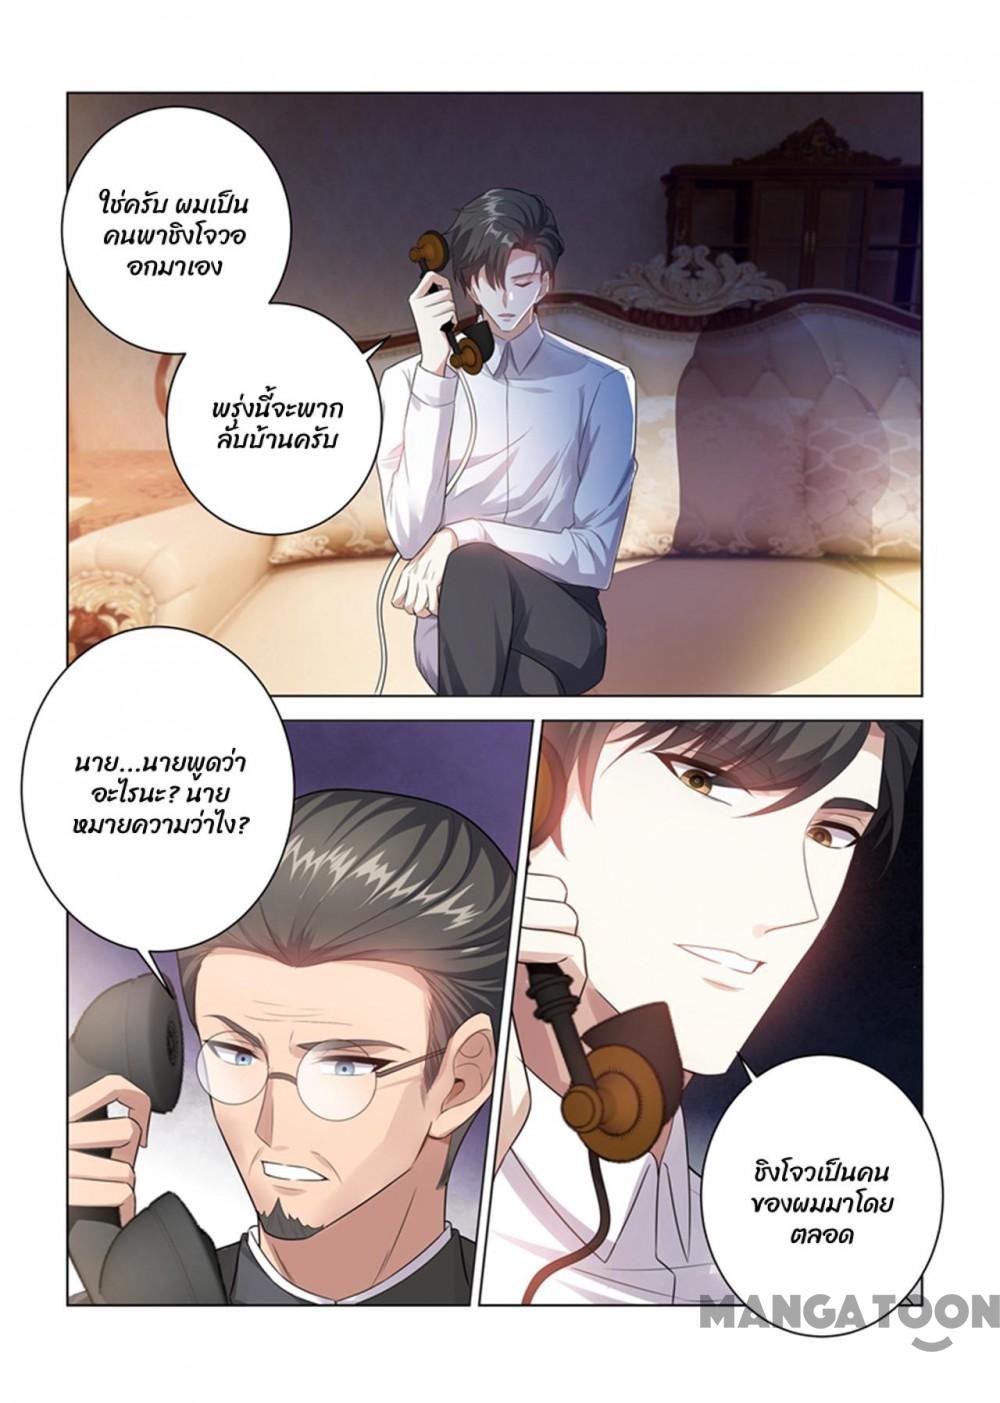 ใช่ครับ ผมเป็น
คนพาชิงโจวอ
อกมาเอง
พรุ่งนี้จะพาก
ลับบ้านครับ
นาย...นายพูดว่า
อะไรนะ? นาย
หมายความว่าไง?
ชิงโจวเป็นคน
ของผมมาโดย
ตลอด
MANGATOON